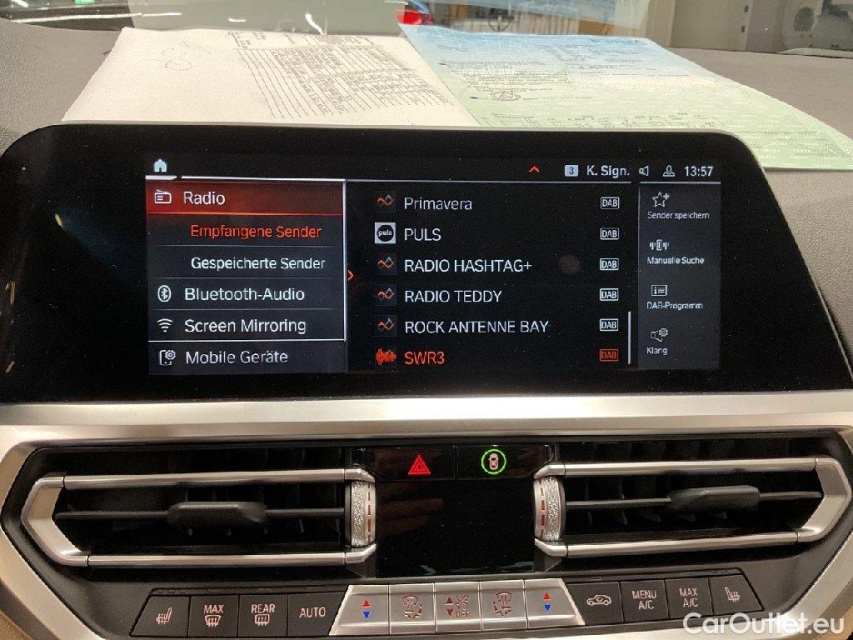 3 K. Sign. 13:57
Radio
Empfangene Sender
Gespeicherte Sender
Bluetooth-Audio
Screen Mirroring
Mobile Geräte
Primavera DAB
puls PULS DAB
RADIO HASHTAG+ DAB
RADIO TEDDY DAB
ROCK ANTENNE BAY DAB
SWR3 DAB
Sender speichern
Manuelle Suche
DAB-Programm
Klang
MAX
REAR
AUTO
MENU
A/C
MAX
A/C
CarOutlet.eu